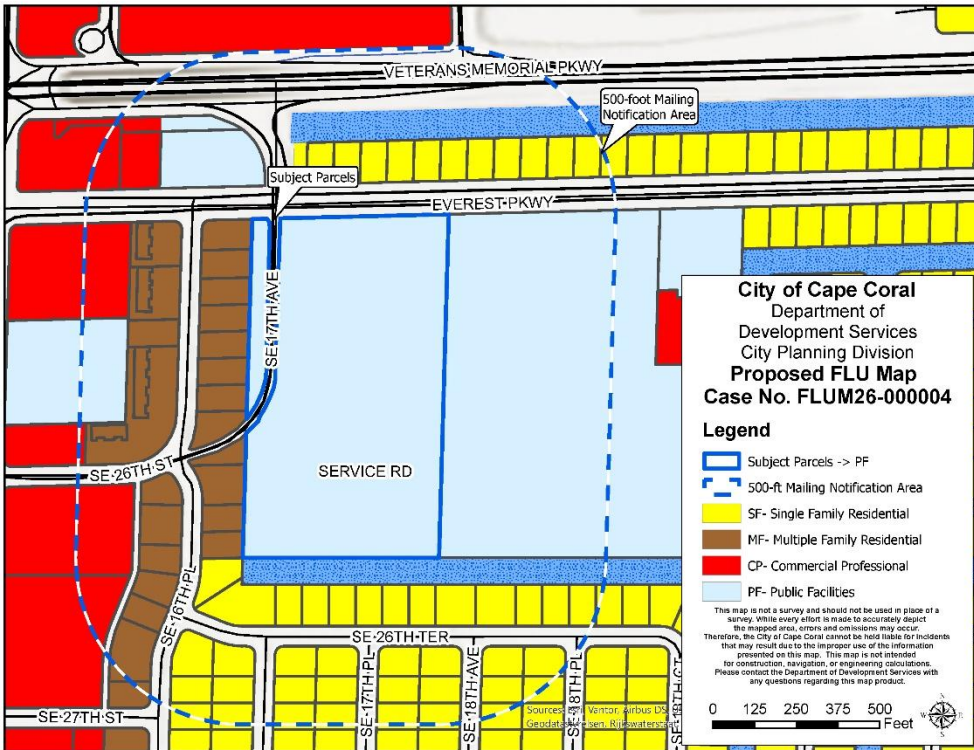 VETERANS MEMORIAL PKWY
500-foot Mailing
Notification Area
Subject Parcels
EVEREST PKWY
SE 17TH AVE
SE 26TH ST
SERVICE RD
SE 16TH PL
SE 26TH TER
SE 17TH PL
SE 18TH AVE
SE 18TH PL
SE 27TH ST
City of Cape Coral
Department of
Development Services
City Planning Division
Proposed FLU Map
Case No. FLUM26-000004
Legend
Subject Parcels -> PF
500-ft Mailing Notification Area
SF- Single Family Residential
MF- Multiple Family Residential
CP- Commercial Professional
PF- Public Facilities
This map is not a survey and should not be used in place of a
survey. While every effort is made to accurately depict
the mapped area, errors and omissions may occur.
Therefore, the City of Cape Coral cannot be held liable for incidents
that may result due to the improper use of the information
presented on this map. This map is not intended
for construction, navigation, or engineering calculations.
Please contact the Department of Development Services with
any questions regarding this map product.
0 125 250 375 500
Feet
N
W E
S
Sources: Esri, Vantor, Airbus DS,